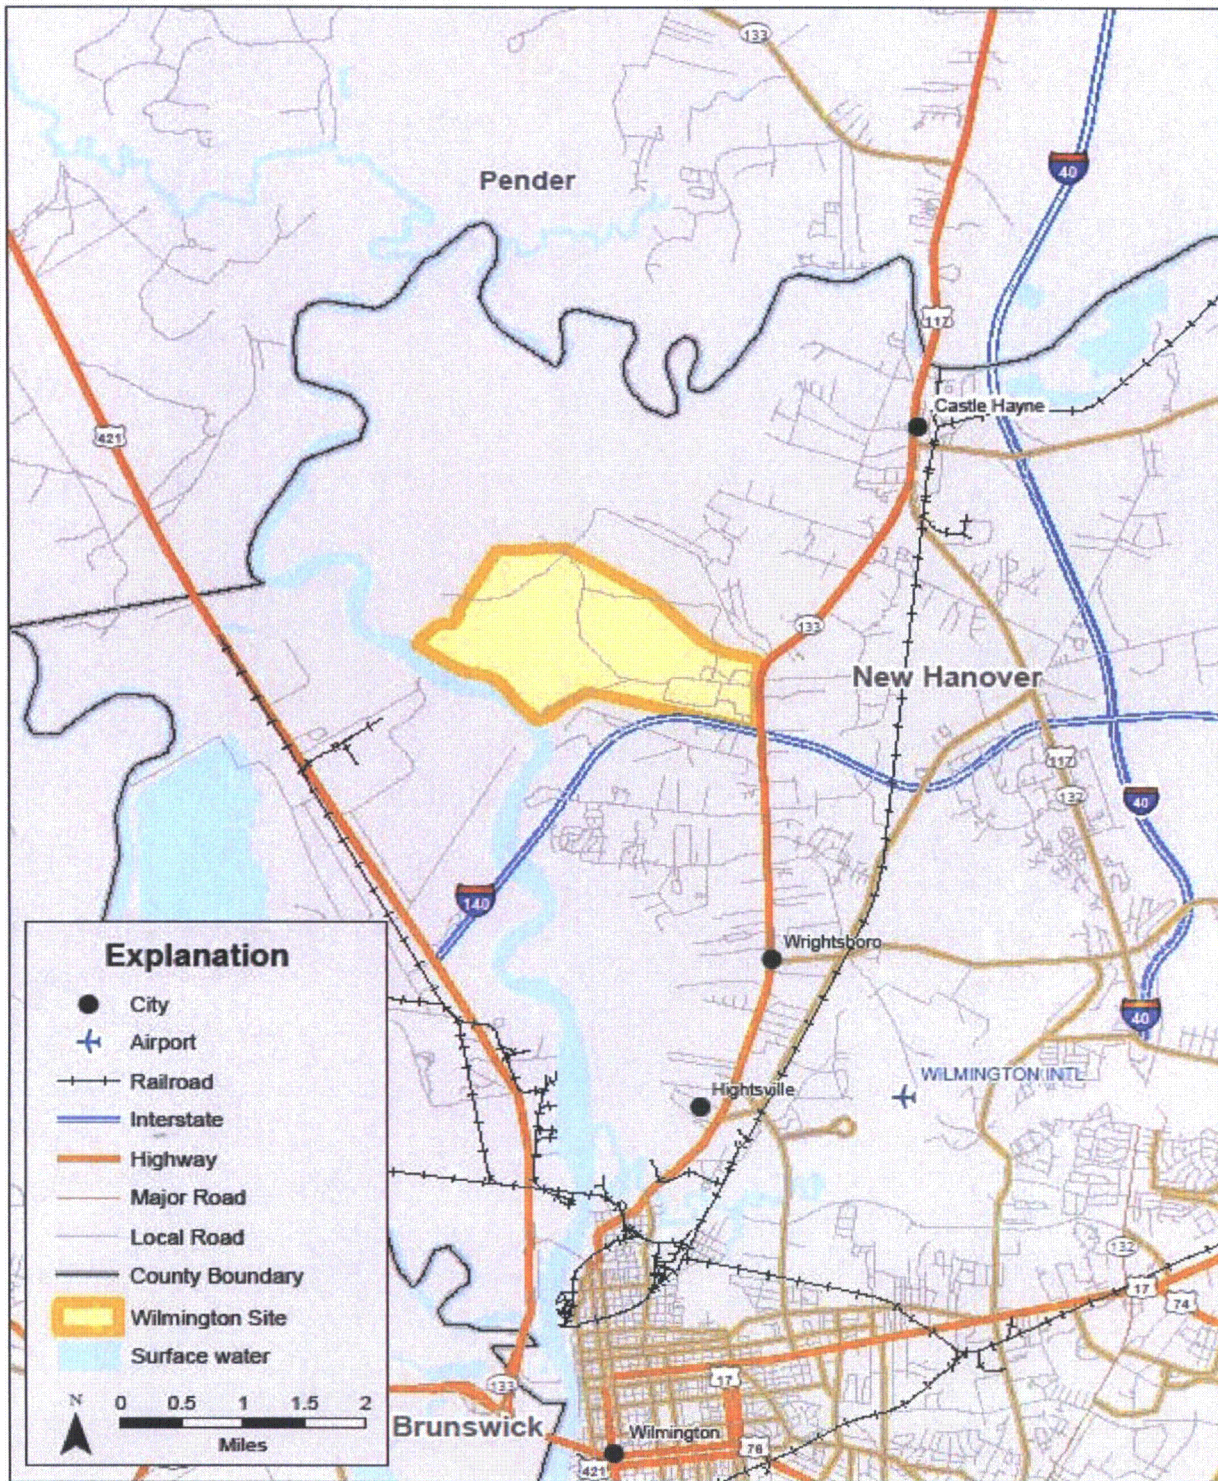 133
40
Pender
117
Castle Hayne
421
133
New Hanover
117
132
40
140
Wrightsboro
Explanation
City
Airport
Railroad
Interstate
Highway
Major Road
Local Road
County Boundary
Wilmington Site
Surface water
N
0 0.5 1 1.5 2
Miles
40
Hightsville
WILMINGTON INTL
132
17
74
133
17
Brunswick
Wilmington
76
421